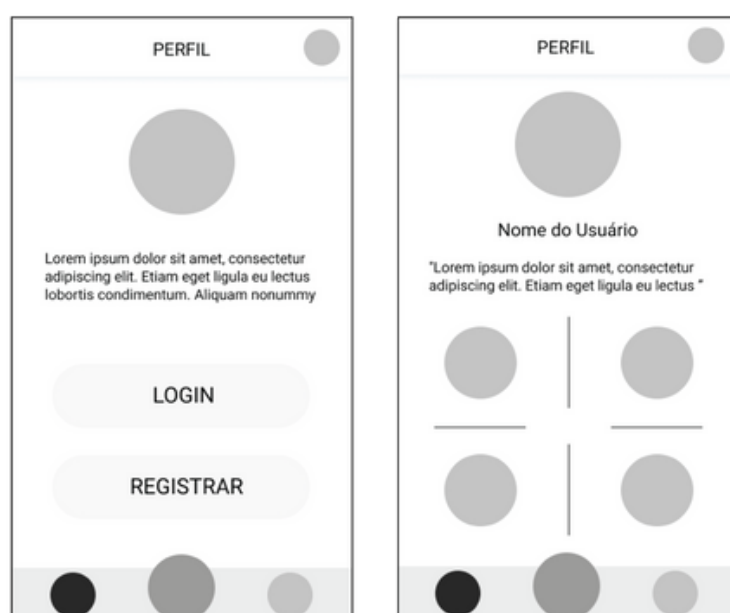 PERFIL
Lorem ipsum dolor sit amet, consectetur
adipiscing elit. Etiam eget ligula eu lectus
lobortis condimentum. Aliquam nonummy
LOGIN
REGISTRAR
PERFIL
Nome do Usuário
"Lorem ipsum dolor sit amet, consectetur
adipiscing elit. Etiam eget ligula eu lectus "